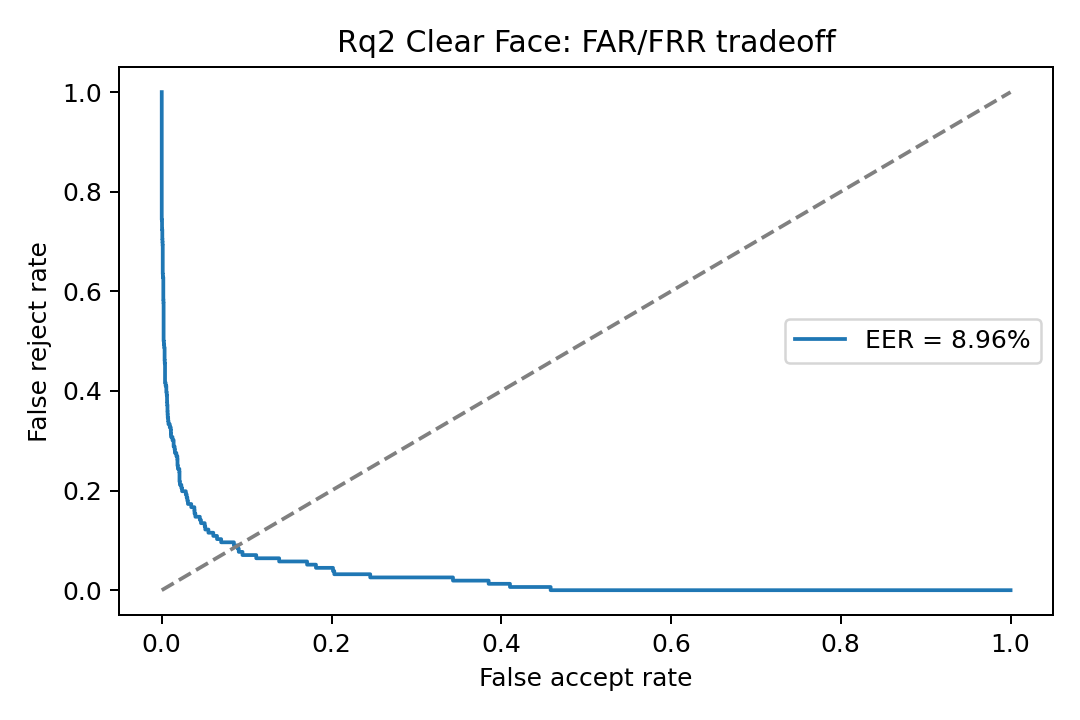 Rq2 Clear Face: FAR/FRR tradeoff
1.0
0.8
0.6
0.4
0.2
0.0
False reject rate
EER = 8.96%
0.0 0.2 0.4 0.6 0.8 1.0
False accept rate